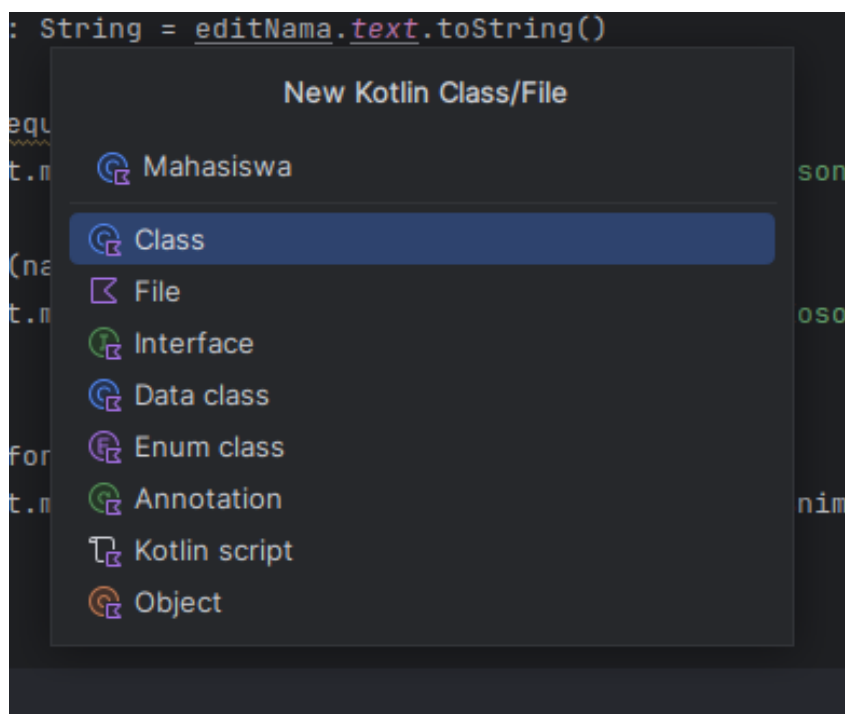 : String = editNama.text.toString()
New Kotlin Class/File
equ
t.m
Mahasiswa
son
Class
(na
File
t.m
oso
Interface
Data class
Enum class
for
Annotation
t.m
nim
Kotlin script
Object